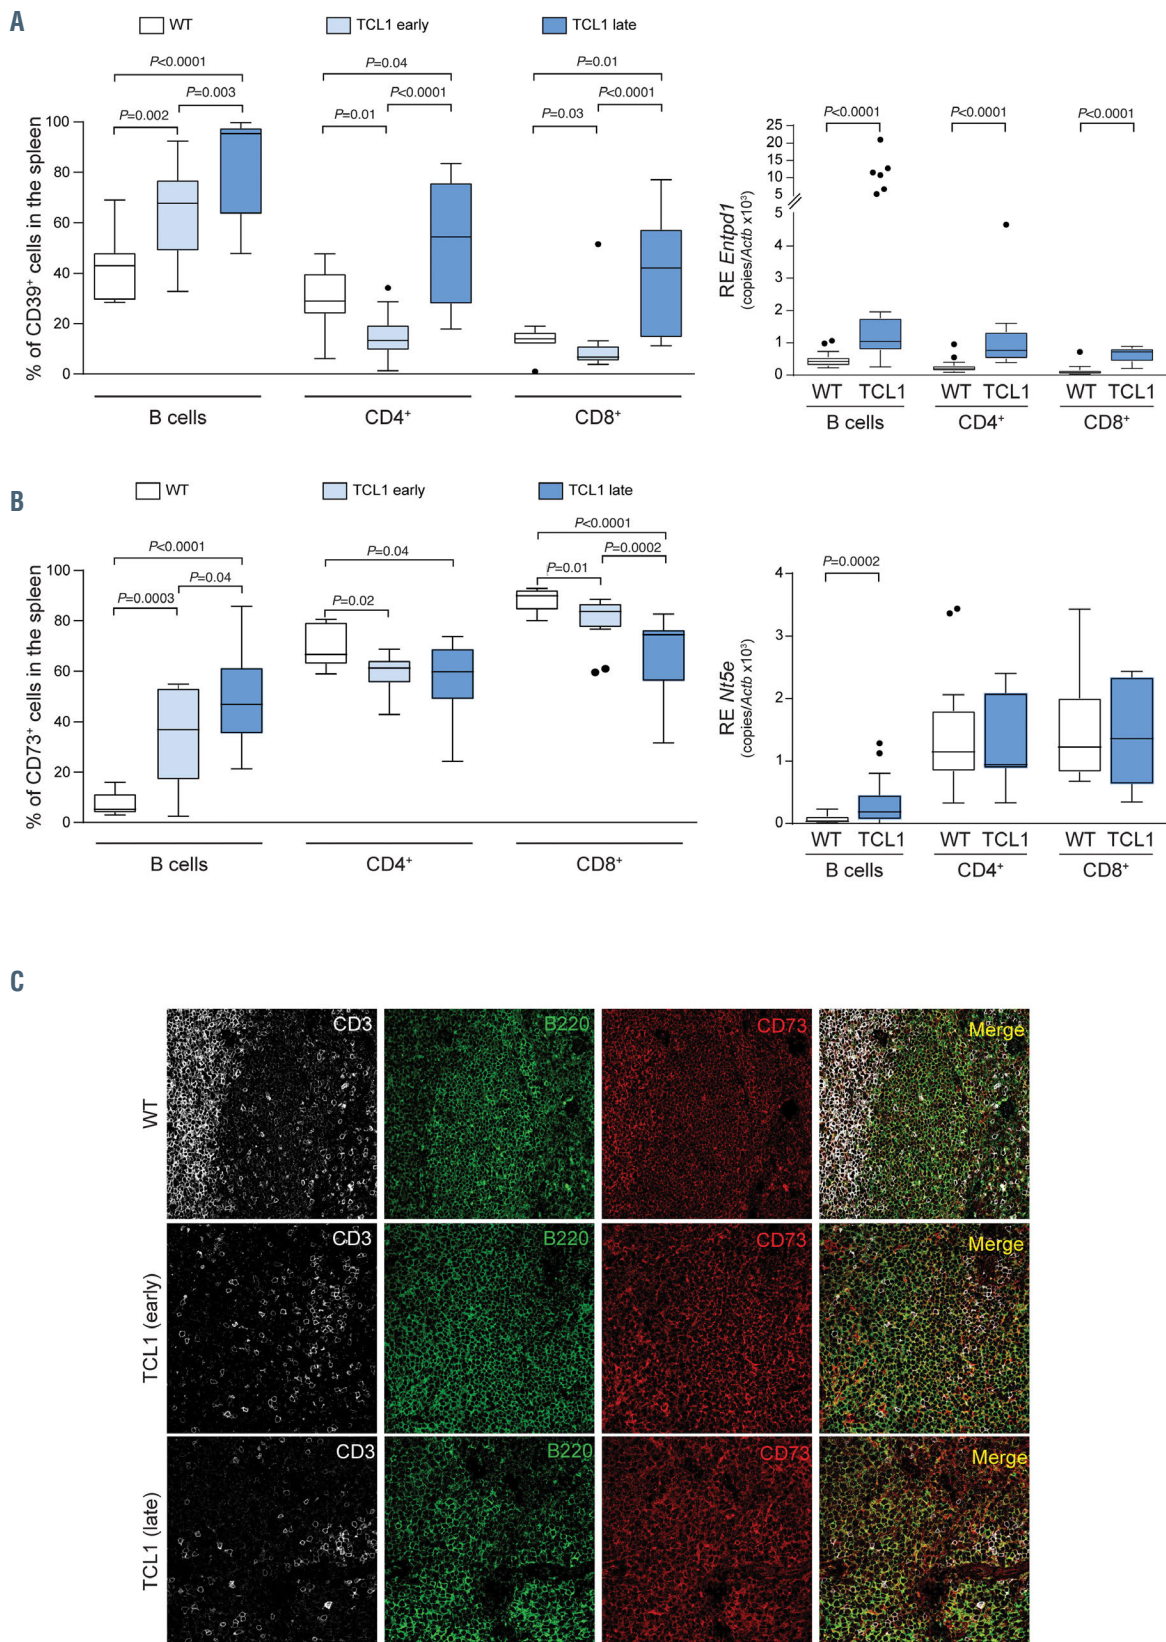 A
WT
TCL1 early
TCL1 late
P<0.0001
P=0.003
P=0.002
P=0.04
P<0.0001
P=0.01
P=0.01
P<0.0001
P=0.03
% of CD39⁺ cells in the spleen
100
80
60
40
20
0
B cells
CD4⁺
CD8⁺
P<0.0001
P<0.0001
P<0.0001
RE Entpd1
(copies/Actb x10³)
25
20
15
10
5
5
4
3
2
1
0
WT TCL1 WT TCL1 WT TCL1
B cells CD4⁺ CD8⁺
B
WT
TCL1 early
TCL1 late
P<0.0001
P=0.04
P=0.0003
P=0.04
P=0.02
P<0.0001
P=0.0002
P=0.01
% of CD73⁺ cells in the spleen
100
80
60
40
20
0
B cells
CD4⁺
CD8⁺
P=0.0002
RE Nt5e
(copies/Actb x10³)
4
3
2
1
0
WT TCL1 WT TCL1 WT TCL1
B cells CD4⁺ CD8⁺
C
WT
CD3
B220
CD73
Merge
TCL1 (early)
CD3
B220
CD73
Merge
TCL1 (late)
CD3
B220
CD73
Merge